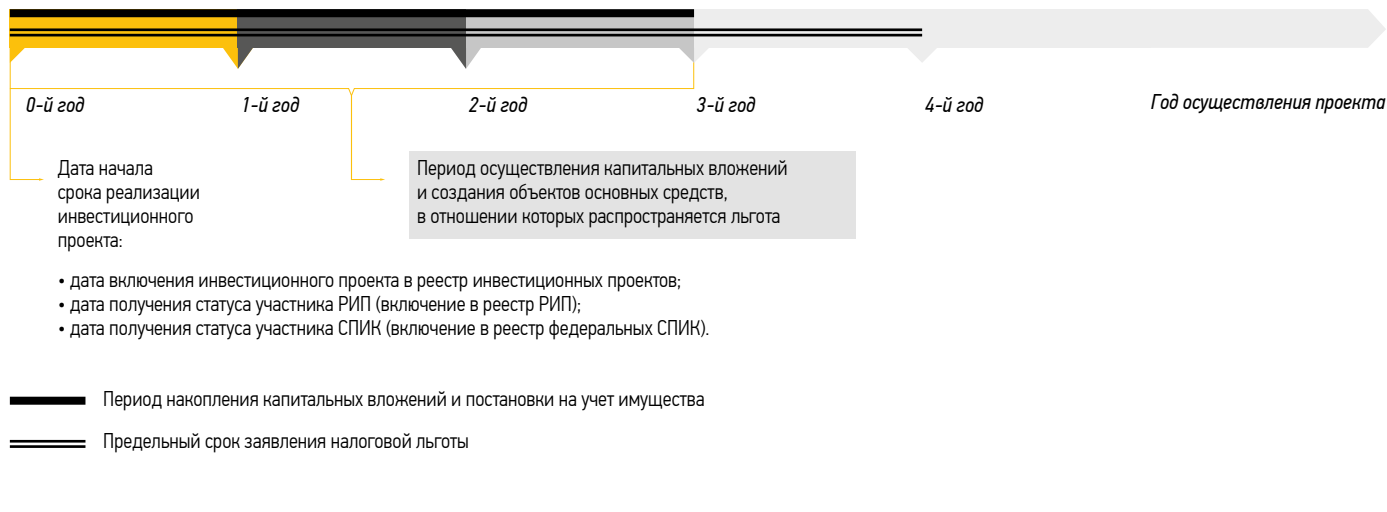 0-й год
1-й год
2-й год
3-й год
4-й год
Год осуществления проекта
Дата начала
срока реализации
инвестиционного
проекта:
Период осуществления капитальных вложений
и создания объектов основных средств,
в отношении которых распространяется льгота
• дата включения инвестиционного проекта в реестр инвестиционных проектов;
• дата получения статуса участника РИП (включение в реестр РИП);
• дата получения статуса участника СПИК (включение в реестр федеральных СПИК).
Период накопления капитальных вложений и постановки на учет имущества
Предельный срок заявления налоговой льготы